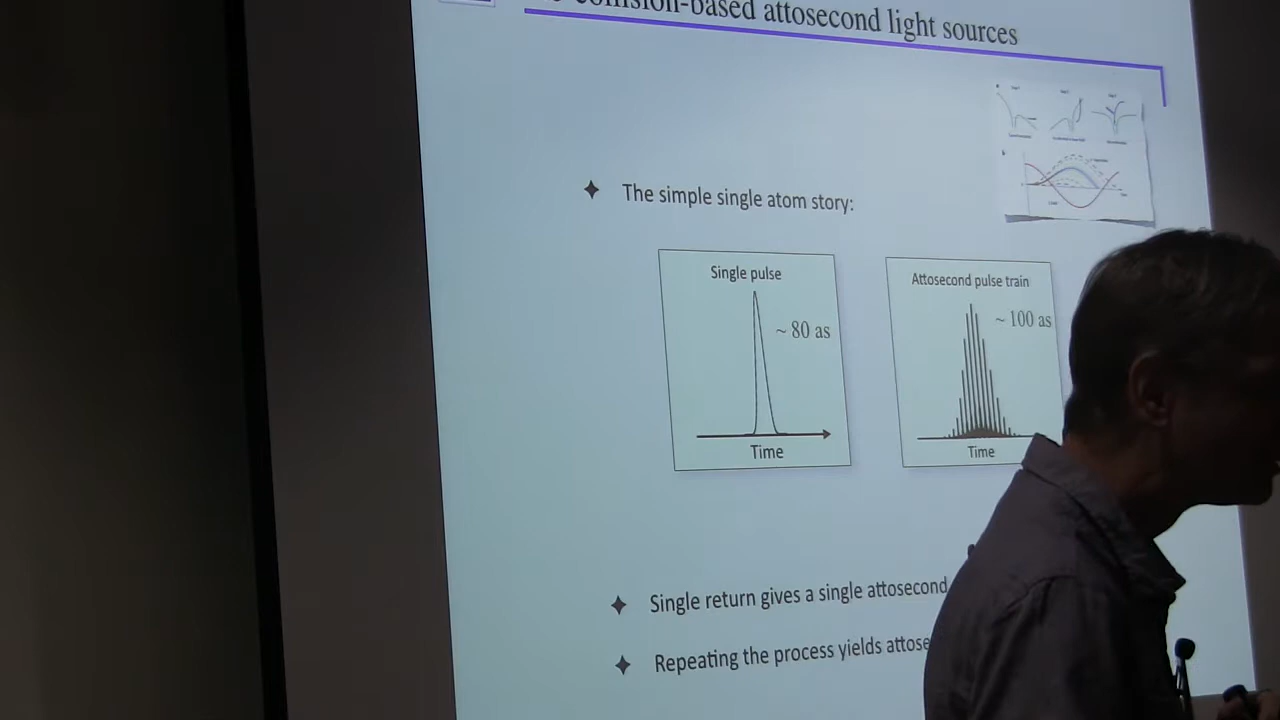 collision-based attosecond light sources
The simple single atom story:
Single pulse
~ 80 as
Time
Attosecond pulse train
~ 100 as
Time
Single return gives a single attosecond
Repeating the process yields attose